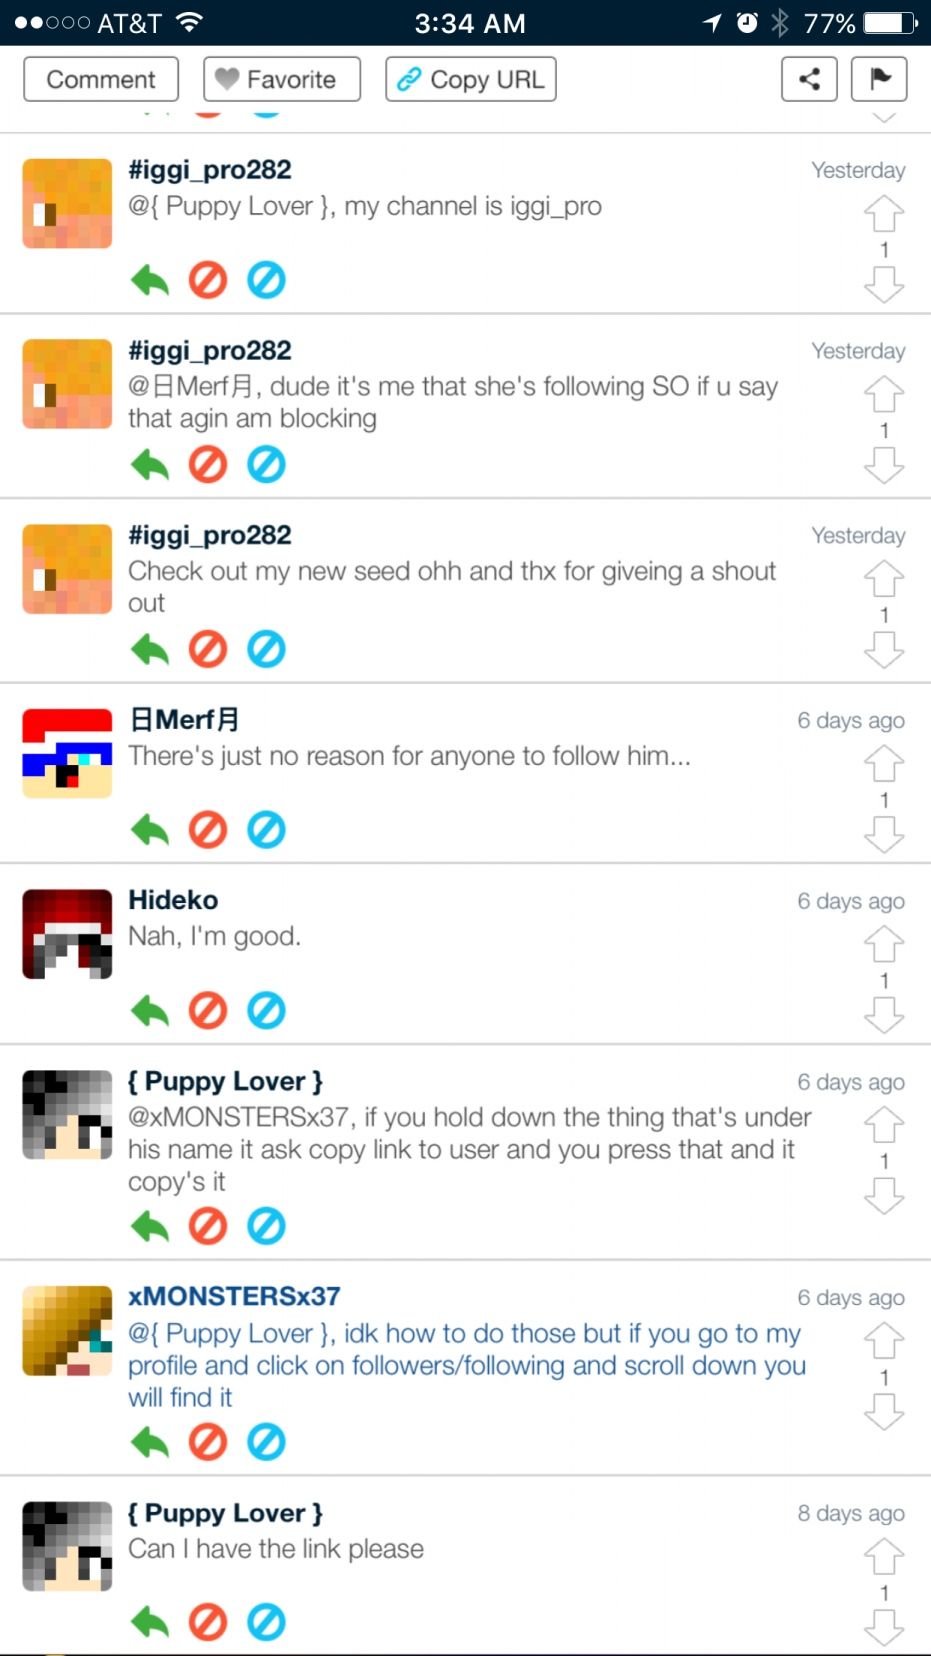 AT&T 3:34 AM 77%
Comment Favorite Copy URL
#iggi_pro282 Yesterday
@{ Puppy Lover }, my channel is iggi_pro
1
#iggi_pro282 Yesterday
@日Merf月, dude it's me that she's following SO if u say
that agin am blocking
1
#iggi_pro282 Yesterday
Check out my new seed ohh and thx for giveing a shout
out
1
日Merf月 6 days ago
There's just no reason for anyone to follow him...
1
Hideko 6 days ago
Nah, I'm good.
1
{ Puppy Lover } 6 days ago
@xMONSTERSx37, if you hold down the thing that's under
his name it ask copy link to user and you press that and it
copy's it
1
xMONSTERSx37 6 days ago
@{ Puppy Lover }, idk how to do those but if you go to my
profile and click on followers/following and scroll down you
will find it
1
{ Puppy Lover } 8 days ago
Can I have the link please
1